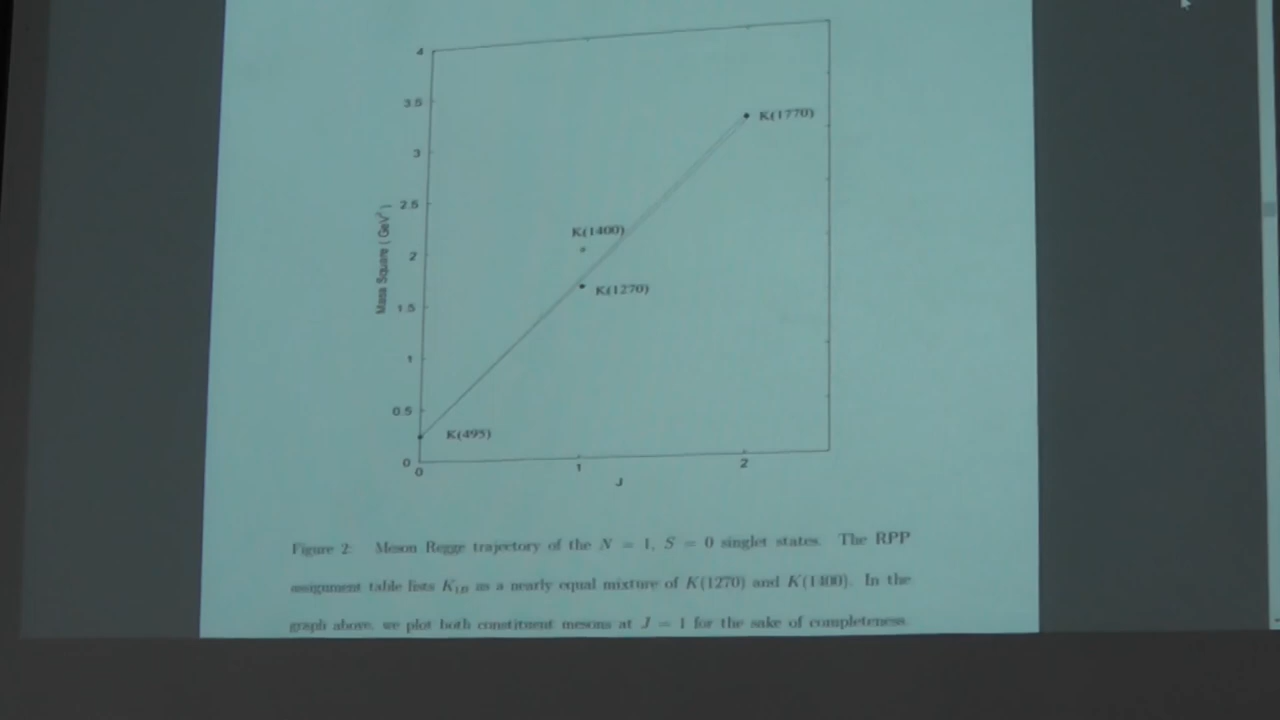 4
3.5
3
2.5
2
1.5
1
0.5
0
Mass Square ( GeV² )
K(1770)
K(1400)
K(1270)
K(495)
0 1 2
J
Figure 2: Meson Regge trajectory of the N = 1, S = 0 singlet states. The RPP
assignment table lists K₁B as a nearly equal mixture of K(1270) and K(1400). In the
graph above, we plot both constituent mesons at J = 1 for the sake of completeness.